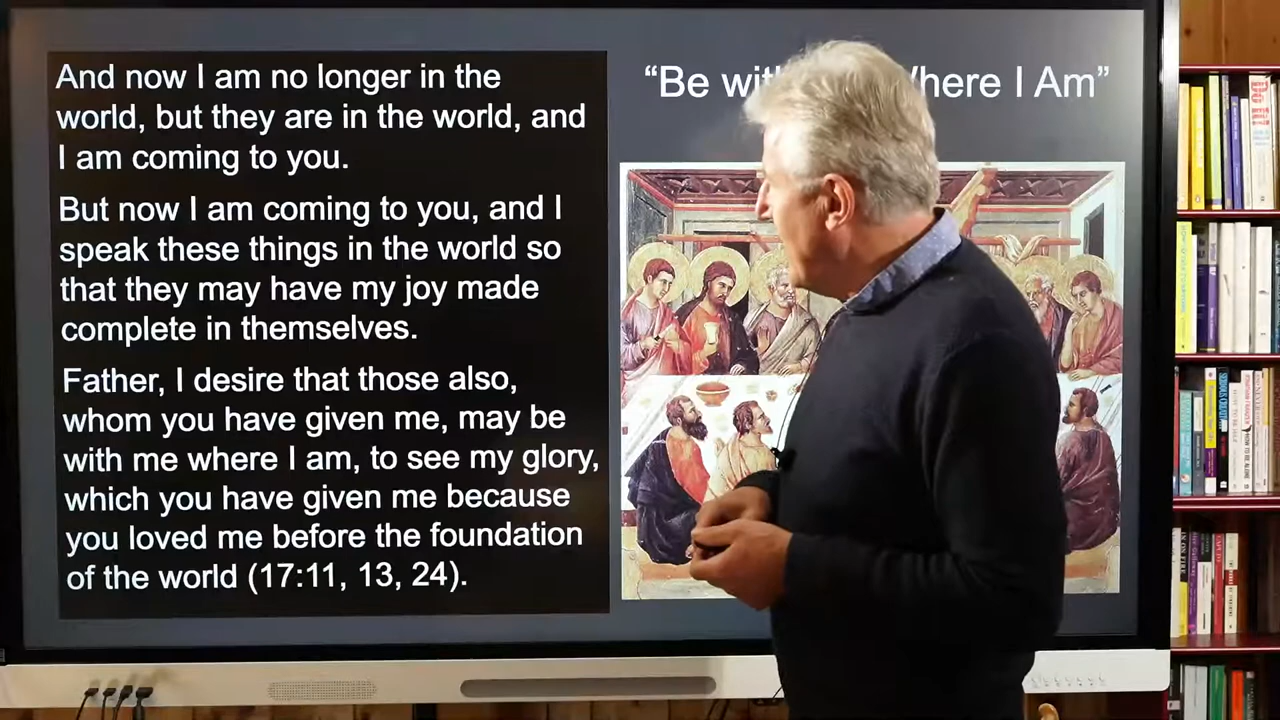 And now I am no longer in the
world, but they are in the world, and
I am coming to you.
But now I am coming to you, and I
speak these things in the world so
that they may have my joy made
complete in themselves.
Father, I desire that those also,
whom you have given me, may be
with me where I am, to see my glory,
which you have given me because
you loved me before the foundation
of the world (17:11, 13, 24).
“Be here I Am”
Do It!